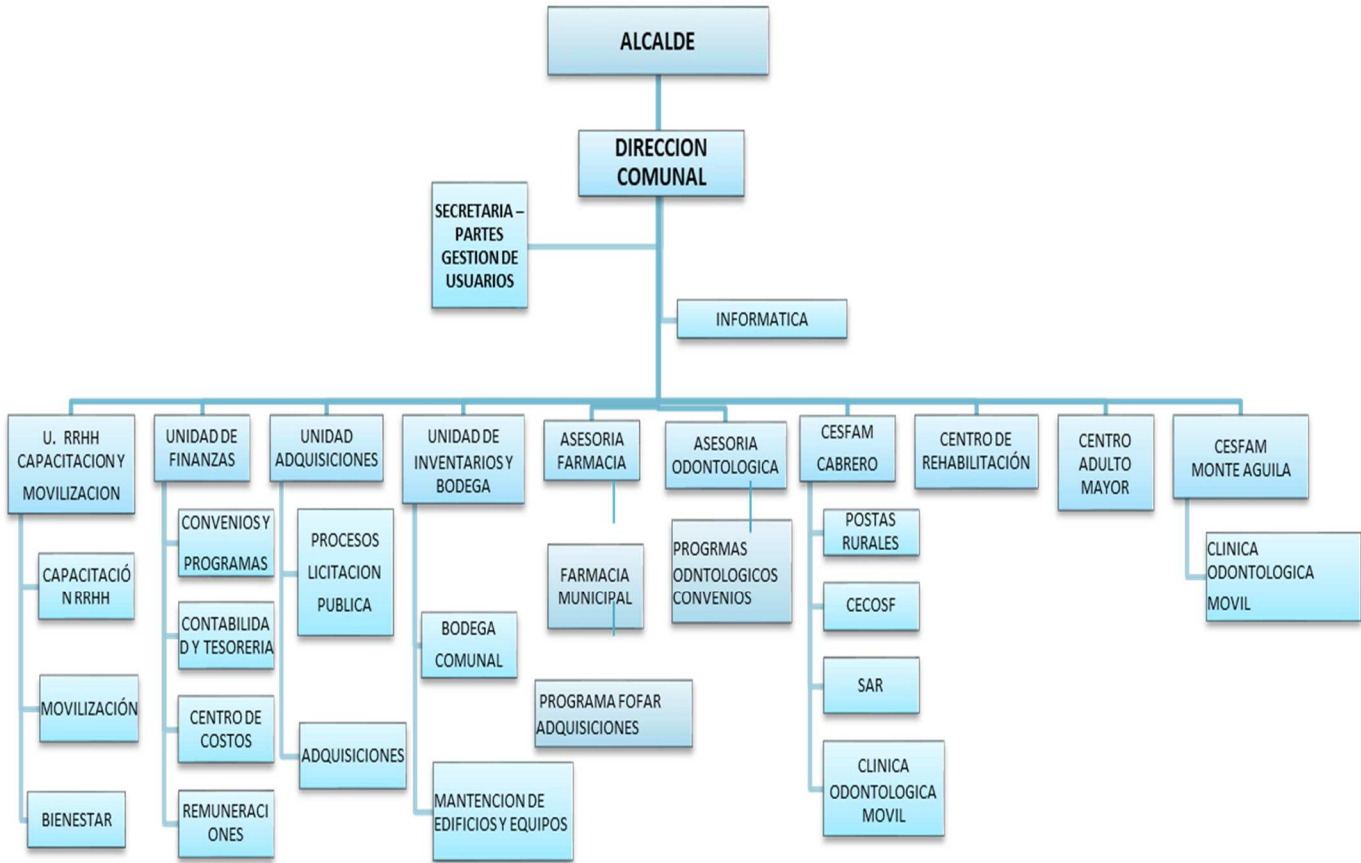 ALCALDE
DIRECCION
COMUNAL
SECRETARIA –
PARTES
GESTION DE
USUARIOS
INFORMATICA
U. RRHH
CAPACITACION Y
MOVILIZACION
UNIDAD DE
FINANZAS
UNIDAD
ADQUISICIONES
UNIDAD DE
INVENTARIOS Y
BODEGA
ASESORIA
FARMACIA
ASESORIA
ODONTOLOGICA
CESFAM
CABRERO
CENTRO DE
REHABILITACIÓN
CENTRO
ADULTO
MAYOR
CESFAM
MONTE AGUILA
CAPACITACIÓ
N RRHH
MOVILIZACIÓN
BIENESTAR
CONVENIOS Y
PROGRAMAS
CONTABILIDA
D Y TESORERIA
CENTRO DE
COSTOS
REMUNERACI
ONES
PROCESOS
LICITACION
PUBLICA
ADQUISICIONES
BODEGA
COMUNAL
MANTENCION DE
EDIFICIOS Y EQUIPOS
FARMACIA
MUNICIPAL
PROGRAMA FOFAR
ADQUISICIONES
PROGRMAS
ODNTOLOGICOS
CONVENIOS
POSTAS
RURALES
CECOSF
SAR
CLINICA
ODONTOLOGICA
MOVIL
CLINICA
ODONTOLOGICA
MOVIL